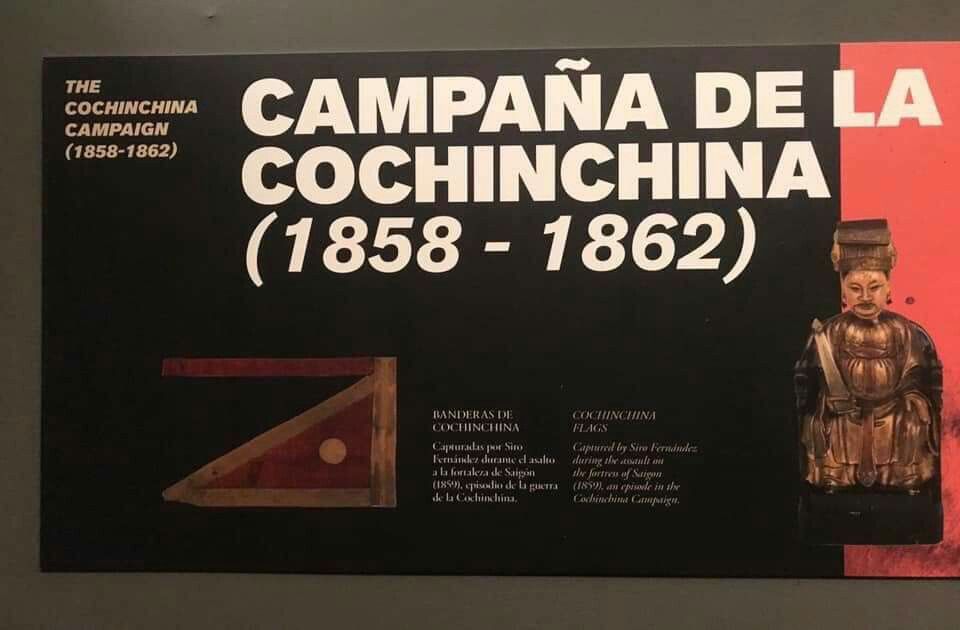 THE
COCHINCHINA
CAMPAIGN
(1858-1862)
CAMPAÑA DE LA
COCHINCHINA
(1858 - 1862)
BANDERAS DE
COCHINCHINA
Capturadas por Siro
Fernández durante el asalto
a la fortaleza de Saigón
(1859), episodio de la guerra
de la Cochinchina.
COCHINCHINA
FLAGS
Captured by Siro Fernández
during the assault on
the fortress of Saigon
(1859), an episode in the
Cochinchina Campaign.